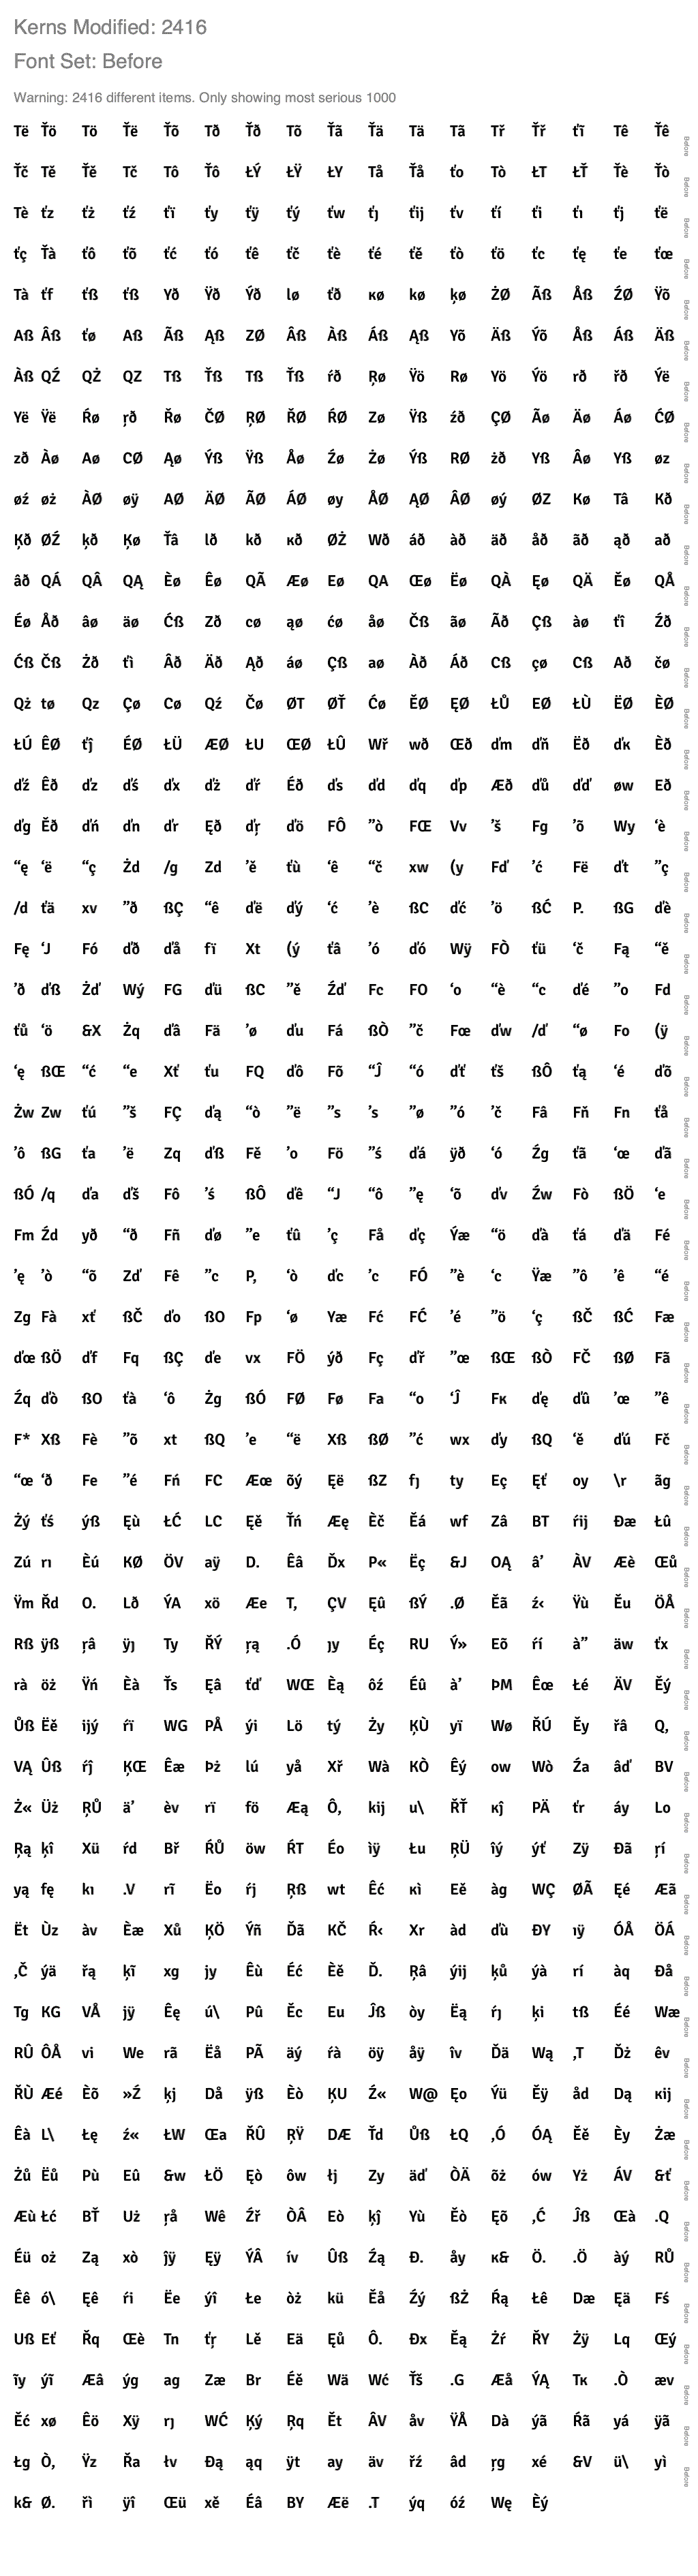 Kerns Modified: 2416
Font Set: Before
Warning: 2416 different items. Only showing most serious 1000
Të Ťö Tö Ťë Ťõ Tð Ťð Tõ Ťã Ťä Tä Tã Tř Ťř ťĩ Tê Ťê Before
Ťč Tě Ťě Tč Tô Ťô ŁÝ ŁŸ ŁY Tå Ťå ťo Tò ŁT ŁŤ Ťè Ťò Before
Tè ťz ťż ťź ťï ťy ťÿ ťý ťw ťȷ ťij ťv ťí ťi ťı ťj ťë Before
ťç Ťà ťô ťõ ťć ťó ťê ťč ťè ťé ťě ťò ťö ťc ťę ťe ťœ Before
Tà ťf ťß ťß Yð Ÿð Ýð lø ťð ĸø kø ķø ŻØ Ãß Åß ŹØ Ÿõ Before
Aß Âß ťø Aß Ãß Ąß ZØ Âß Àß Áß Ąß Yõ Äß Ýõ Åß Áß Äß Before
Àß QŹ QŻ QZ Tß Ťß Tß Ťß ŕð Ŗø Ÿö Rø Yö Ýö rð řð Ýë Before
Yë Ÿë Ŕø ŗð Řø ČØ ŖØ ŘØ ŔØ Zø Ÿß źð ÇØ Ãø Äø Áø ĆØ Before
zð Àø Aø CØ Ąø Ýß Ÿß Åø Źø Żø Ýß RØ żð Yß Âø Yß øz Before
øź øż ÀØ øÿ AØ ÄØ ÃØ ÁØ øy ÅØ ĄØ ÂØ øý ØZ Kø Tâ Kð Before
Ķð ØŹ ķð Ķø Ťâ lð kð ĸð ØŻ Wð áð àð äð åð ãð ąð að Before
âð QÁ QÂ QĄ Èø Êø QÃ Æø Eø QA Œø Ëø QÀ Ęø QÄ Ěø QÅ Before
Éø Åð âø äø Ćß Zð cø ąø ćø åø Čß ãø Ãð Çß àø ťî Źð Before
Ćß Čß Żð ťì Âð Äð Ąð áø Çß aø Àð Áð Cß çø Cß Að čø Before
Qż tø Qz Çø Cø Qź Čø ØT ØŤ Ćø ĚØ ĘØ ŁŮ EØ ŁÙ ËØ ÈØ Before
ŁÚ ÊØ ťĵ ÉØ ŁÜ ÆØ ŁU ŒØ ŁÛ Wř wð Œð ďm ďň Ëð ďĸ Èð Before
ďź Êð ďz ďś ďx ďż ďŕ Éð ďs ďd ďq ďp Æð ďů ďď øw Eð Before
ďg Ěð ďń ďn ďr Ęð ďŗ ďö FÔ ”ò FŒ Vv ’š Fg ’õ Wy ‘è Before
“ę ‘ë “ç Żd /g Zd ’ě ťù ‘ê “č xw (y Fď ’ć Fë ďt ”ç Before
/d ťä xv ”ð ßÇ “ê ďë ďý ‘ć ’è ßC ďć ’ö ßĆ P. ßG ďè Before
Fę ‘J Fó ďð ďå fï Xt (ý ťâ ’ó ďó Wÿ FÒ ťü ‘č Fą “ě Before
’ð ďß Żď Wý FG ďü ßC ”ě Źď Fc FO ‘o “è “c ďé ”o Fd Before
ťů ‘ö &X Żq ďâ Fä ’ø ďu Fá ßÒ ”č Fœ ďw /ď “ø Fo (ÿ Before
‘ę ßŒ “ć “e Xť ťu FQ ďô Fõ “Ĵ “ó ďť ťš ßÔ ťą ‘é ďõ Before
Żw Zw ťú ”š FÇ ďą “ò ”ë ”s ’s ”ø ”ó ’č Fâ Fň Fn ťå Before
’ô ßG ťa ’ë Zq ďß Fě ’o Fö ”ś ďá ÿð ‘ó Źg ťã ‘œ ďã Before
ßÓ /q ďa ďš Fô ’ś ßÔ ďê “J “ô ”ę ‘õ ďv Źw Fò ßÖ ‘e Before
Fm Źd yð “ð Fñ ďø ”e ťû ’ç Få ďç Ýæ “ö ďà ťá ďä Fé Before
’ę ’ò “õ Zď Fê ”c P, ‘ò ďc ’c FÓ ”è ‘c Ÿæ ”ô ’ê “é Before
Zg Fà xť ßČ ďo ßO Fp ‘ø Yæ Fć FĆ ’é ”ö ‘ç ßČ ßĆ Fæ Before
ďœ ßÖ ďf Fq ßÇ ďe vx FÖ ýð Fç ďř ”œ ßŒ ßÒ FČ ßØ Fã Before
Źq ďò ßO ťà ‘ô Żg ßÓ FØ Fø Fa “o ‘Ĵ Fĸ ďę ďû ’œ ”ê Before
F* Xß Fè ”õ xt ßQ ’e “ë Xß ßØ ”ć wx ďy ßQ ‘ě ďú Fč Before
“œ ‘ð Fe ”é Fń FC Æœ õý Ęë ßZ fȷ ty Eç Ęť oy \r ãg Before
Żý ťś ýß Ęù ŁĆ LC Ęě Ťń Æę Èč Ěá wf Zâ BT ŕij Ðæ Łû Before
Zú rı Èú KØ ÖV aÿ D. Êâ Ďx P« Ëç &J OĄ â’ ÀV Æè Œů Before
Ÿm Řd O. Lð ÝA xö Æe T, ÇV Ęû ßÝ .Ø Ěã ź‹ Ÿù Ěu ÖÅ Before
Rß ÿß ŗâ ÿȷ Ty ŘÝ ŗą .Ó ȷy Éç RU Ý» Eõ ŕí à” äw ťx Before
rà öż Ÿń Èà Ťs Ęâ ťď WŒ Èą ôź Éû à’ ÞM Êœ Łé ÄV Ěý Before
Ůß Ëě ijý ŕï WG PÅ ýi Lö tý Ży ĶÙ yï Wø ŘÚ Ěy řâ Q, Before
VĄ Ûß ŕĵ ĶŒ Êæ Þż lú yå Xř Wà KÒ Êý ow Wò Źa âď BV Before
Ż« Üż ŖŮ ä’ èv rï fö Æą Ô, kij u\ ŘŤ ĸĵ PÄ ťr áy Lo Before
Ŗą ķî Xü ŕd Bř ŔŮ öw ŔT Éo ìÿ Łu ŖÜ îý ýť Zÿ Ðã ŗí Before
yą fę kı .V rĩ Ëo ŕj Ŗß wt Êć ĸì Eě àg WÇ ØÃ Ęé Æã Before
Ët Ùz àv Èæ Xů ĶÖ Ýñ Ďã KČ Ŕ‹ Xr àd ďù ÐY ıÿ ÓÅ ÖÁ Before
,Č ýä řą ķĩ xg jy Êù Éć Èě Ď. Ŗâ ýij ķů ýà rí àq Ðå Before
Tg KG VÅ jÿ Êę ú\ Pû Ěc Eu Ĵß òy Ëą ŕȷ ķi tß Éé Wæ Before
RÛ ÔÅ vi We rã Ëå PÃ äý ŕà öÿ åÿ îv Ďä Wą ,T Ďż êv Before
ŘÙ Æé Èõ »Ź ķj Då ÿß Èò ĶU Ź« W@ Ęo Ýü Ěÿ åd Dą ĸij Before
Êà L\ Łę ź« ŁW Œa ŘÛ ŖŸ DÆ Ťd Ůß ŁQ ,Ó ÓĄ Ěě Èy Żæ Before
Żů Ëů Pù Eû &w ŁÖ Ęò ôw łj Zy äď ÒÄ õż ów Yż ÁV &ť Before
Æù Łć BŤ Uż ŗå Wê Źř ÒÂ Eò ķĵ Yù Ěò Ęõ ,Ć Ĵß Œà .Q Before
Éü oż Zą xò ĵÿ Ęÿ ÝÂ ív Ûß Źą Ð. åy ĸ& Ö. .Ö àý RŮ Before
Êê ó\ Ęê ŕi Ëe ýî Łe òż kü Ěå Źý ßŻ Ŕą Łê Dæ Ęä Fś Before
Uß Eť Řq Œè Tn ťŗ Lě Eä Ęů Ô. Ðx Ěą Żŕ ŘY Żÿ Lq Œý Before
ĩy ýĩ Æâ ýg ag Zæ Br Éě Wä Wć Ťš .G Æå ÝĄ Tĸ .Ò æv Before
Ěć xø Êö Xÿ rȷ WĆ Ķý Ŗq Ět ÂV åv ŸÅ Dà ýã Ŕã yá ÿã Before
Łg Ò, Ÿz Řa łv Ðą ąq ÿt ay äv řź âd ŗg xé &V ü\ yì Before
k& Ø. řì ÿî Œü xě Éâ BY Æë .T ýq óź Wę Èý